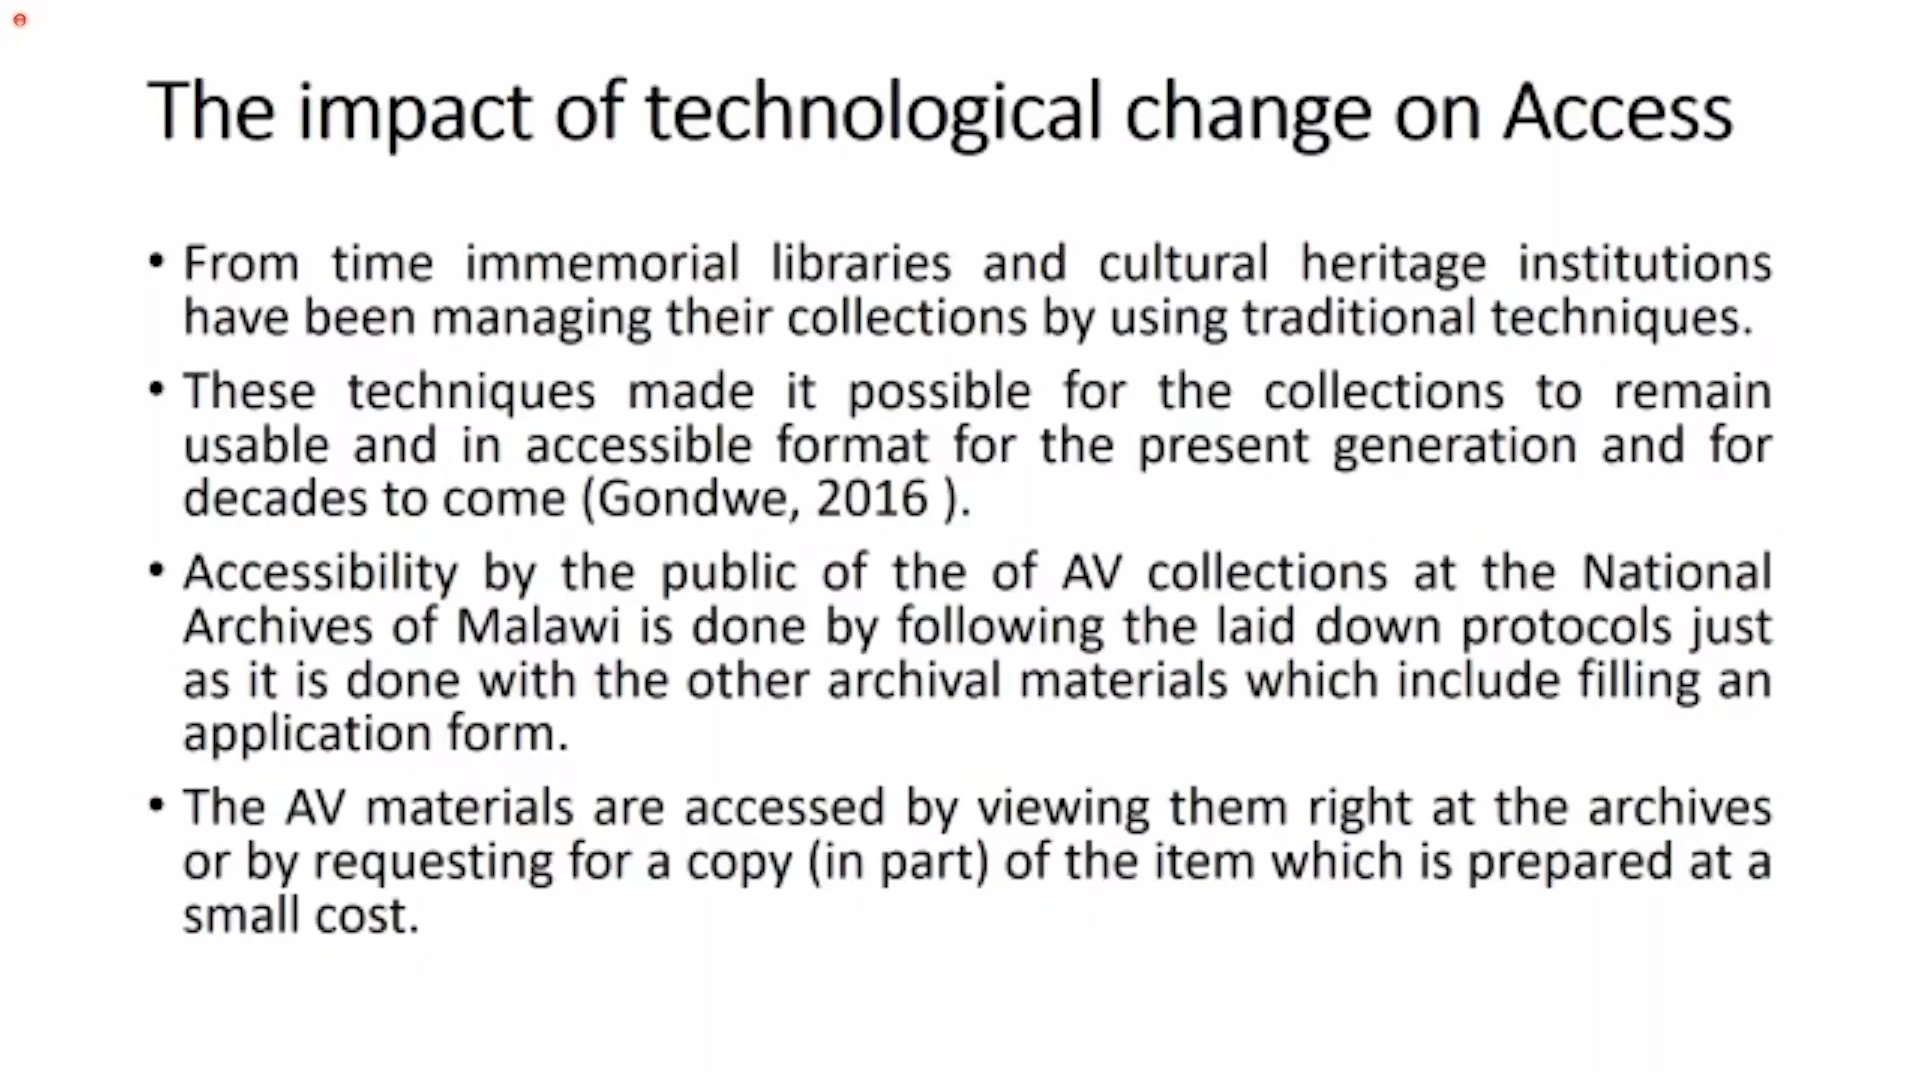 The impact of technological change on Access
• From time immemorial libraries and cultural heritage institutions
have been managing their collections by using traditional techniques.
• These techniques made it possible for the collections to remain
usable and in accessible format for the present generation and for
decades to come (Gondwe, 2016 ).
• Accessibility by the public of the of AV collections at the National
Archives of Malawi is done by following the laid down protocols just
as it is done with the other archival materials which include filling an
application form.
• The AV materials are accessed by viewing them right at the archives
or by requesting for a copy (in part) of the item which is prepared at a
small cost.